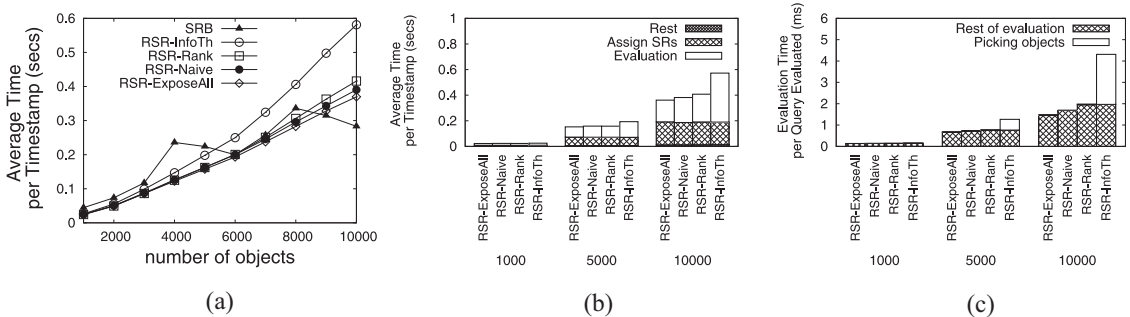 Average Time
per Timestamp (secs)
0.6
0.5
0.4
0.3
0.2
0.1
0
SRB
RSR-InfoTh
RSR-Rank
RSR-Naive
RSR-ExposeAll
2000 4000 6000 8000 10000
number of objects
(a)
Average Time
per Timestamp (secs)
1
0.8
0.6
0.4
0.2
0
Rest
Assign SRs
Evaluation
RSR-ExposeAll
RSR-Naive
RSR-Rank
RSR-InfoTh
RSR-ExposeAll
RSR-Naive
RSR-Rank
RSR-InfoTh
RSR-ExposeAll
RSR-Naive
RSR-Rank
RSR-InfoTh
1000 5000 10000
(b)
Evaluation Time
per Query Evaluated (ms)
6
5
4
3
2
1
0
Rest of evaluation
Picking objects
RSR-ExposeAll
RSR-Naive
RSR-Rank
RSR-InfoTh
RSR-ExposeAll
RSR-Naive
RSR-Rank
RSR-InfoTh
RSR-ExposeAll
RSR-Naive
RSR-Rank
RSR-InfoTh
1000 5000 10000
(c)